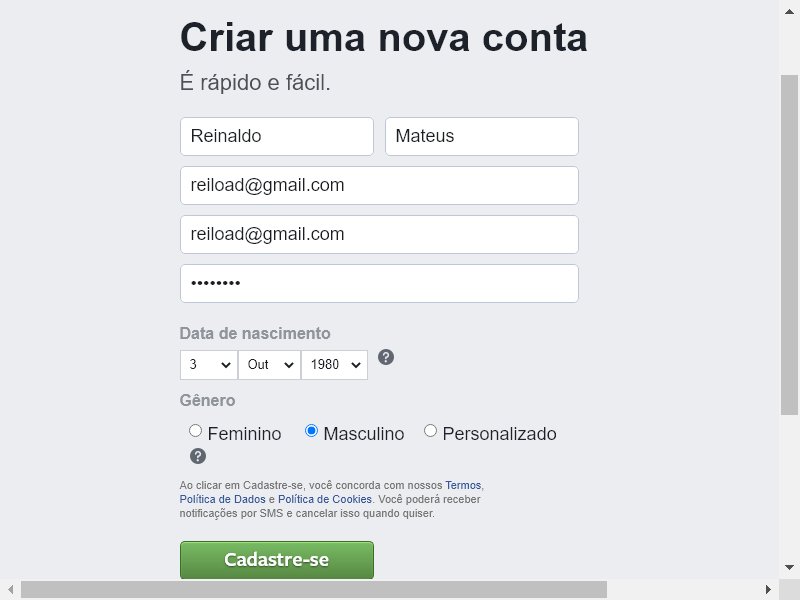 Criar uma nova conta
É rápido e fácil.
Reinaldo Mateus
reiload@gmail.com
reiload@gmail.com
••••••••
Data de nascimento
3 Out 1980 ?
Gênero
Feminino Masculino Personalizado
?
Ao clicar em Cadastre-se, você concorda com nossos Termos,
Política de Dados e Política de Cookies. Você poderá receber
notificações por SMS e cancelar isso quando quiser.
Cadastre-se